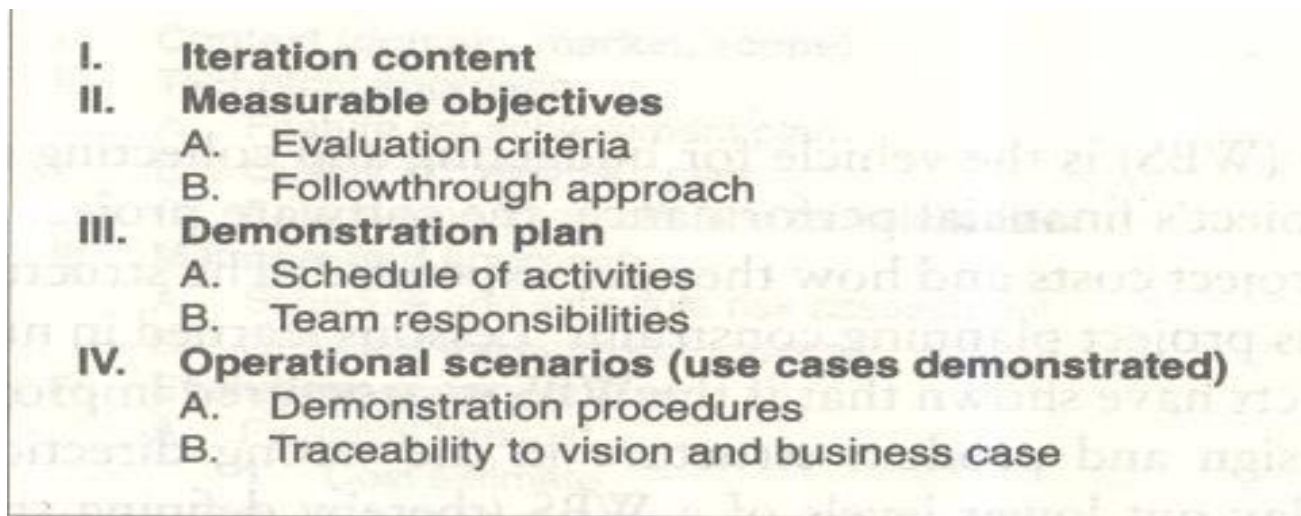 I. Iteration content
II. Measurable objectives
A. Evaluation criteria
B. Followthrough approach
III. Demonstration plan
A. Schedule of activities
B. Team responsibilities
IV. Operational scenarios (use cases demonstrated)
A. Demonstration procedures
B. Traceability to vision and business case